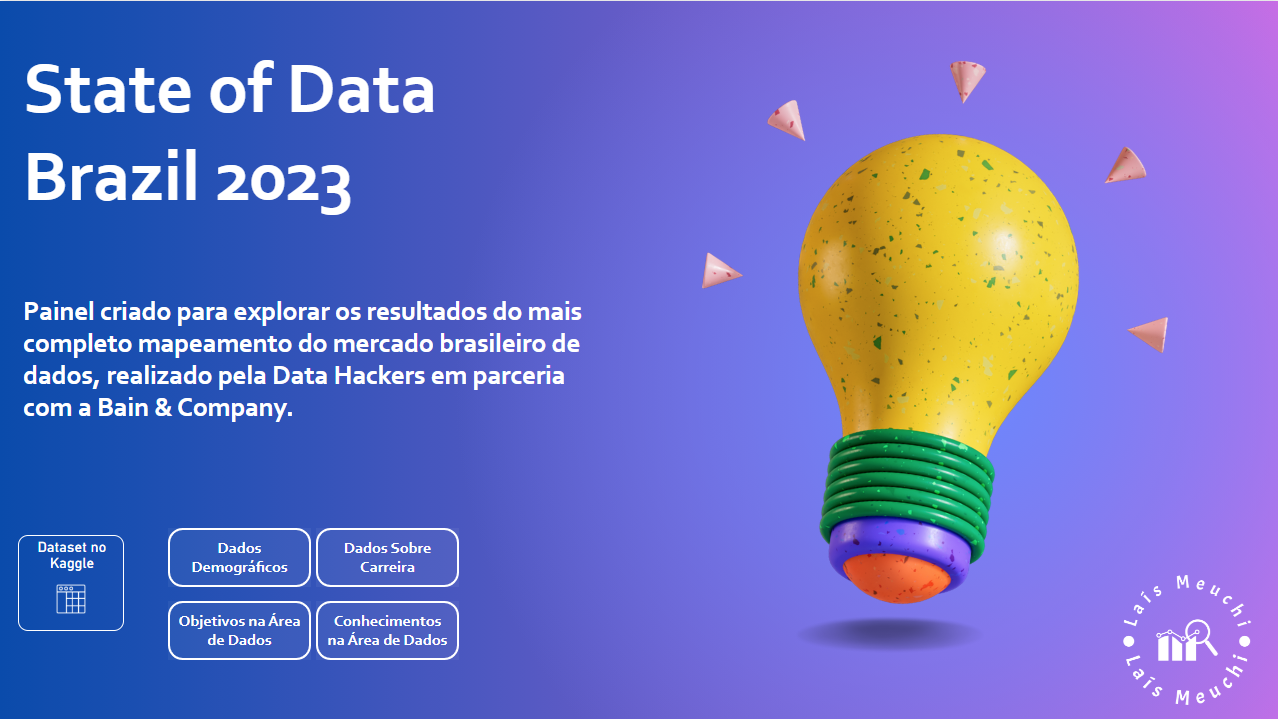 State of Data
Brazil 2023
Painel criado para explorar os resultados do mais
completo mapeamento do mercado brasileiro de
dados, realizado pela Data Hackers em parceria
com a Bain & Company.
Dataset no
Kaggle
Dados
Demográficos
Dados Sobre
Carreira
Objetivos na Área
de Dados
Conhecimentos
na Área de Dados
Laís Meuchi
Laís Meuchi